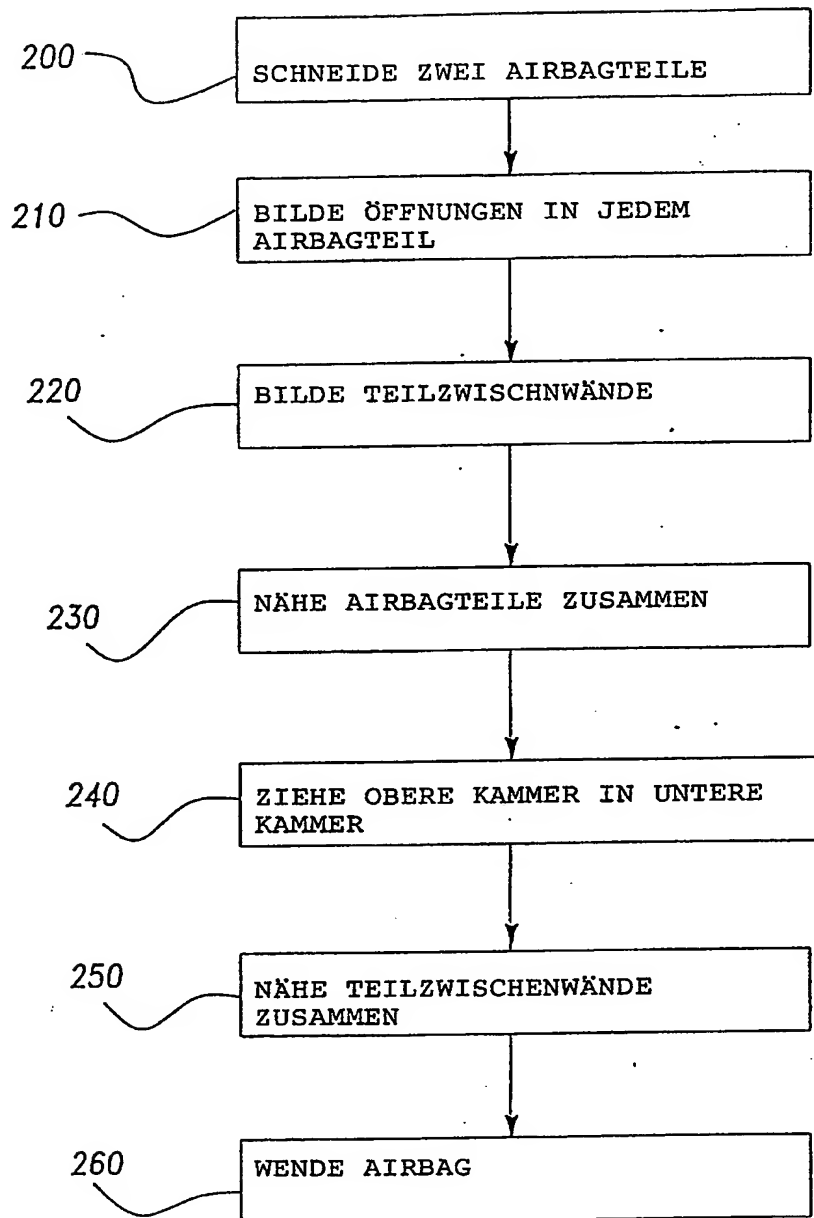 200
SCHNEIDE ZWEI AIRBAGTEILE
210
BILDE ÖFFNUNGEN IN JEDEM
AIRBAGTEIL
220
BILDE TEILZWISCHNWÄNDE
230
NÄHE AIRBAGTEILE ZUSAMMEN
240
ZIEHE OBERE KAMMER IN UNTERE
KAMMER
250
NÄHE TEILZWISCHENWÄNDE
ZUSAMMEN
260
WENDE AIRBAG